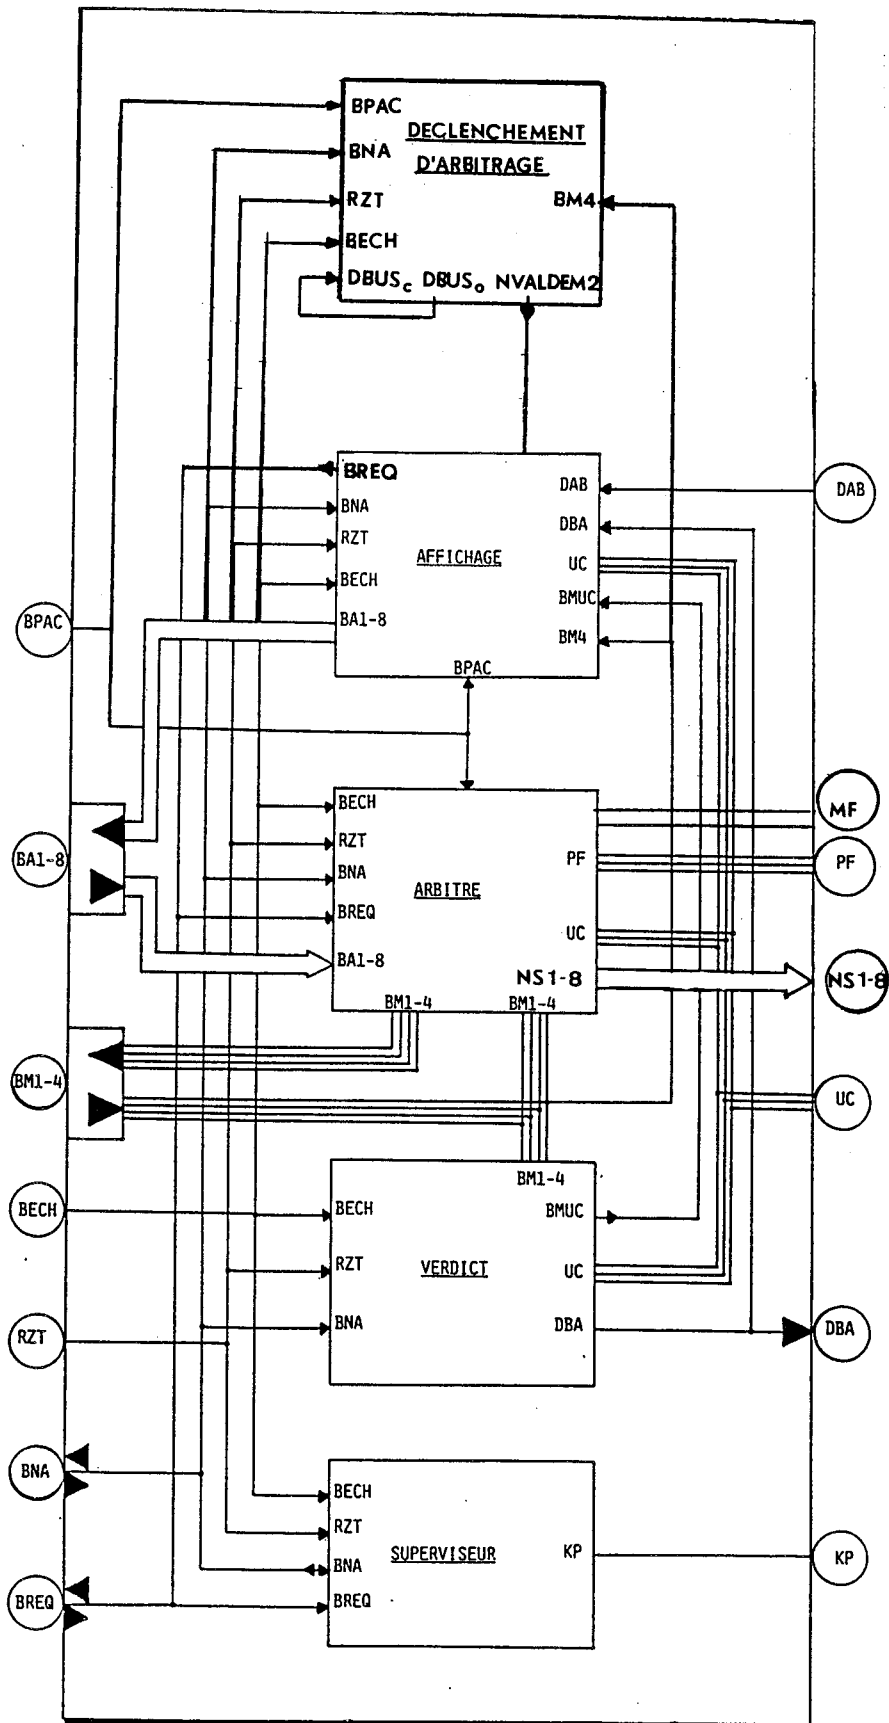 BPAC
DECLENCHEMENT
D'ARBITRAGE
BNA
RZT
BM4
BECH
DBUSc DBUSo NVALDEM2
BREQ
DAB
BNA
DBA
RZT
AFFICHAGE
UC
BECH
BMUC
BA1-8
BM4
BPAC
DAB
BPAC
BECH
RZT
PF
BNA
ARBITRE
BREQ
UC
BA1-8
NS1-8
BM1-4
BM1-4
MF
BA1-8
PF
NS1-8
BM1-4
UC
BM1-4
BECH
BMUC
RZT
VERDICT
UC
BNA
DBA
BECH
RZT
DBA
BECH
RZT
SUPERVISEUR
BNA
KP
BREQ
BNA
KP
BREQ